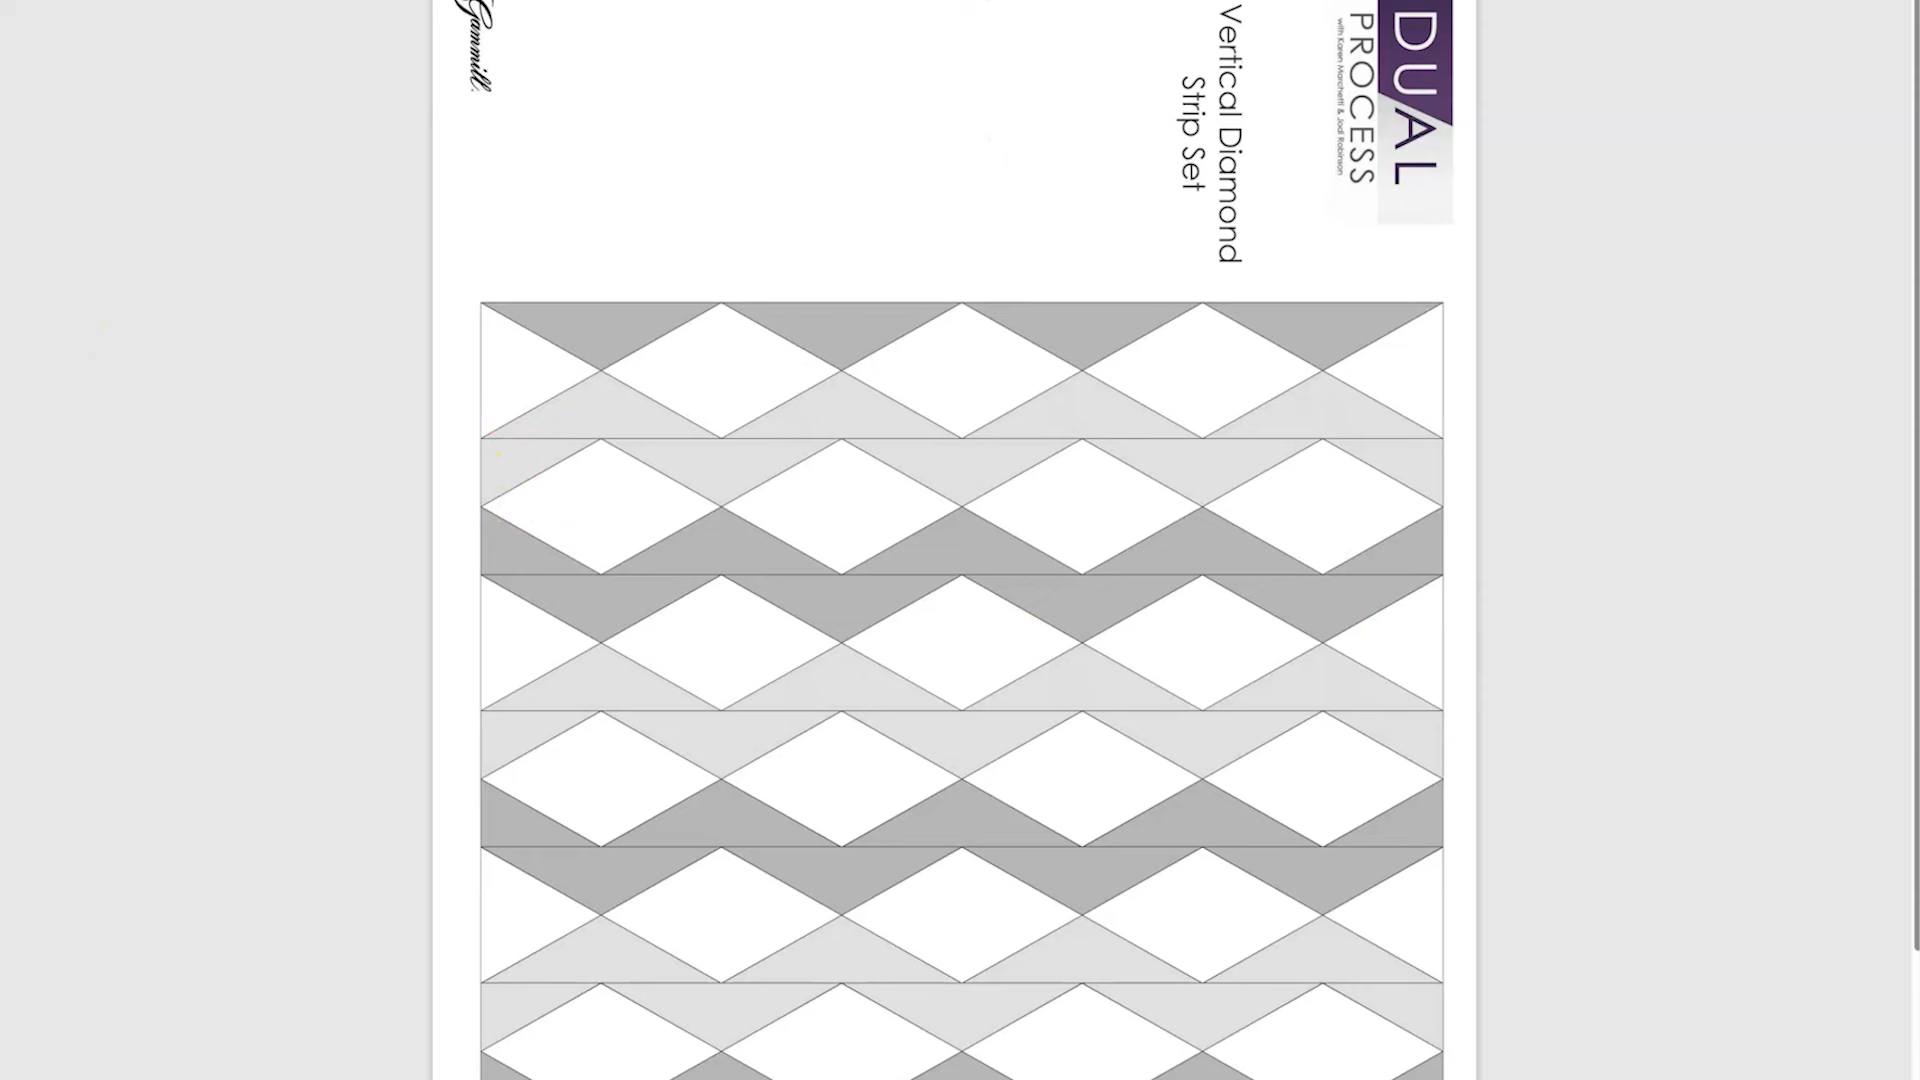 DUAL
PROCESS
with Karen Marchetti & Jodi Robinson
Vertical Diamond
Strip Set
Gammill.